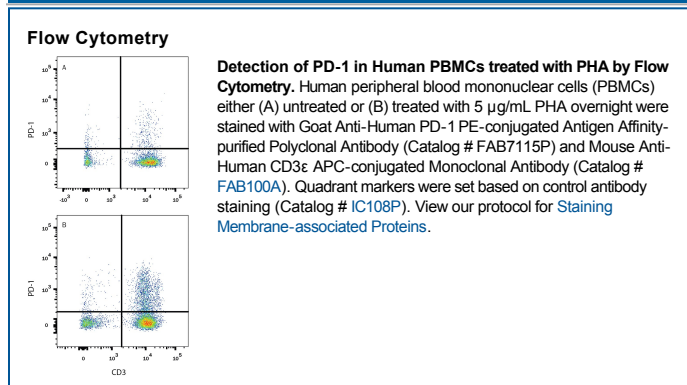 Flow Cytometry
A
10⁵
10⁴
10³
0
PD-1
-10³ 0 10³ 10⁴ 10⁵
B
10⁵
10⁴
10³
0
PD-1
0 10³ 10⁴ 10⁵
CD3
Detection of PD-1 in Human PBMCs treated with PHA by Flow
Cytometry. Human peripheral blood mononuclear cells (PBMCs)
either (A) untreated or (B) treated with 5 µg/mL PHA overnight were
stained with Goat Anti-Human PD-1 PE-conjugated Antigen Affinity-
purified Polyclonal Antibody (Catalog # FAB7115P) and Mouse Anti-
Human CD3ε APC-conjugated Monoclonal Antibody (Catalog #
FAB100A). Quadrant markers were set based on control antibody
staining (Catalog # IC108P). View our protocol for Staining
Membrane-associated Proteins.